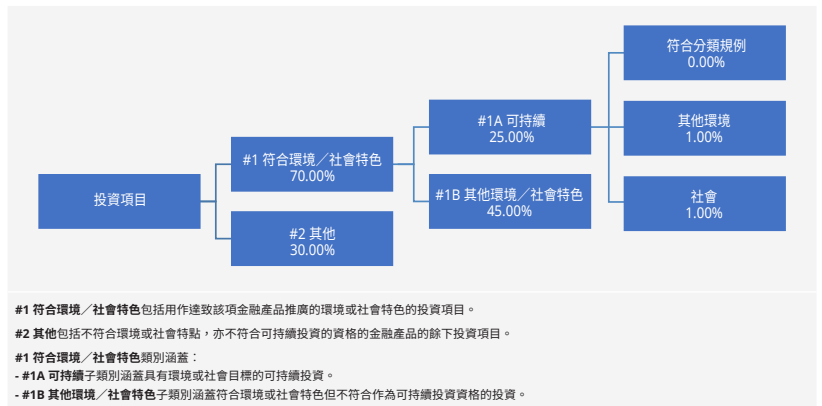 投資項目
#1 符合環境／社會特色
70.00%
#2 其他
30.00%
#1A 可持續
25.00%
#1B 其他環境／社會特色
45.00%
符合分類規例
0.00%
其他環境
1.00%
社會
1.00%
#1 符合環境／社會特色包括用作達致該項金融產品推廣的環境或社會特色的投資項目。
#2 其他包括不符合環境或社會特點，亦不符合可持續投資的資格的金融產品的餘下投資項目。
#1 符合環境／社會特色類別涵蓋：
- #1A 可持續子類別涵蓋具有環境或社會目標的可持續投資。
- #1B 其他環境／社會特色子類別涵蓋符合環境或社會特色但不符合作為可持續投資資格的投資。